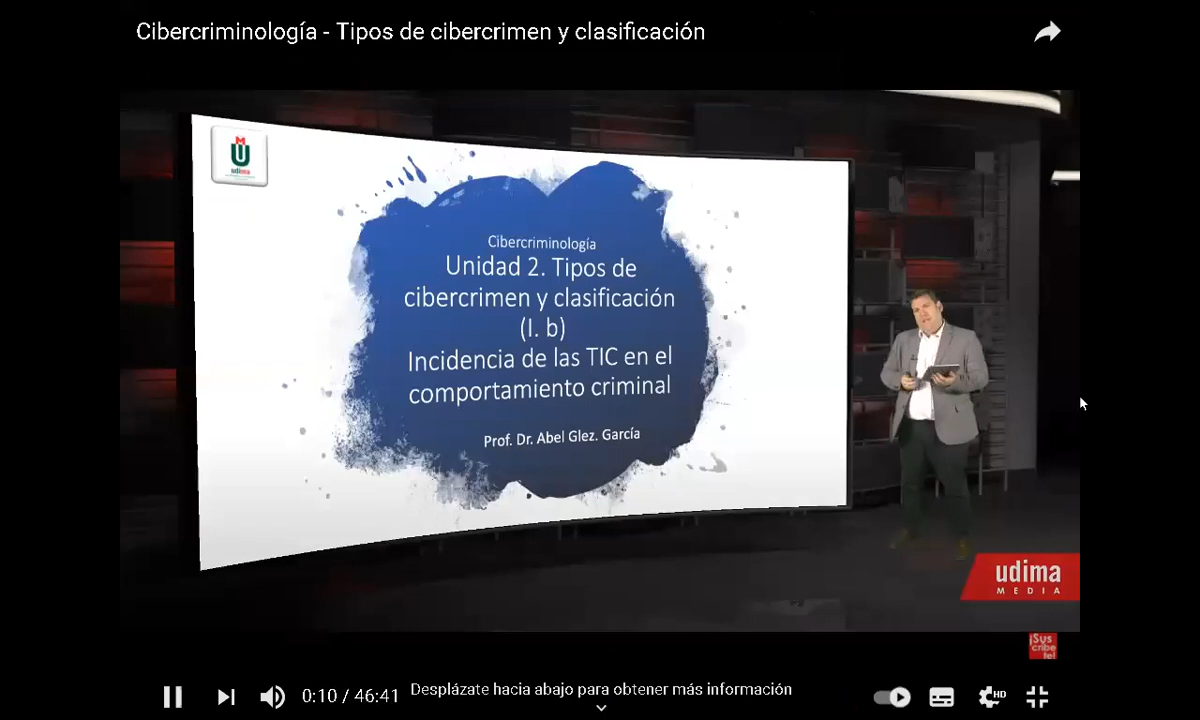 Cibercriminología - Tipos de cibercrimen y clasificación
udima
Cibercriminología
Unidad 2. Tipos de
cibercrimen y clasificación
(I. b)
Incidencia de las TIC en el
comportamiento criminal
Prof. Dr. Abel Glez. García
udima
MEDIA
¡Sus
críbe
te!
0:10 / 46:41
Desplázate hacia abajo para obtener más información
HD